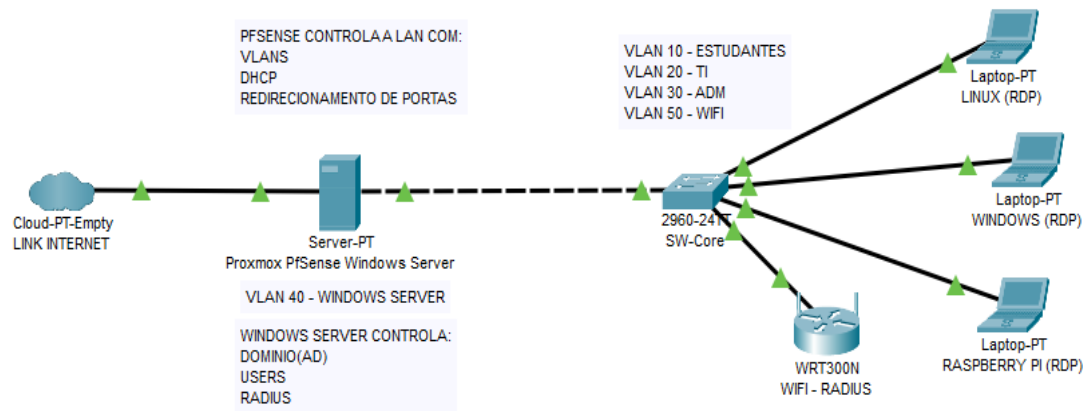 PFSENSE CONTROLA A LAN COM:
VLANS
DHCP
REDIRECIONAMENTO DE PORTAS
VLAN 10 - ESTUDANTES
VLAN 20 - TI
VLAN 30 - ADM
VLAN 50 - WIFI
Laptop-PT
LINUX (RDP)
Cloud-PT-Empty
LINK INTERNET
Server-PT
Proxmox PfSense Windows Server
2960-24TT
SW-Core
Laptop-PT
WINDOWS (RDP)
VLAN 40 - WINDOWS SERVER
WINDOWS SERVER CONTROLA:
DOMINIO(AD)
USERS
RADIUS
WRT300N
WIFI - RADIUS
Laptop-PT
RASPBERRY PI (RDP)